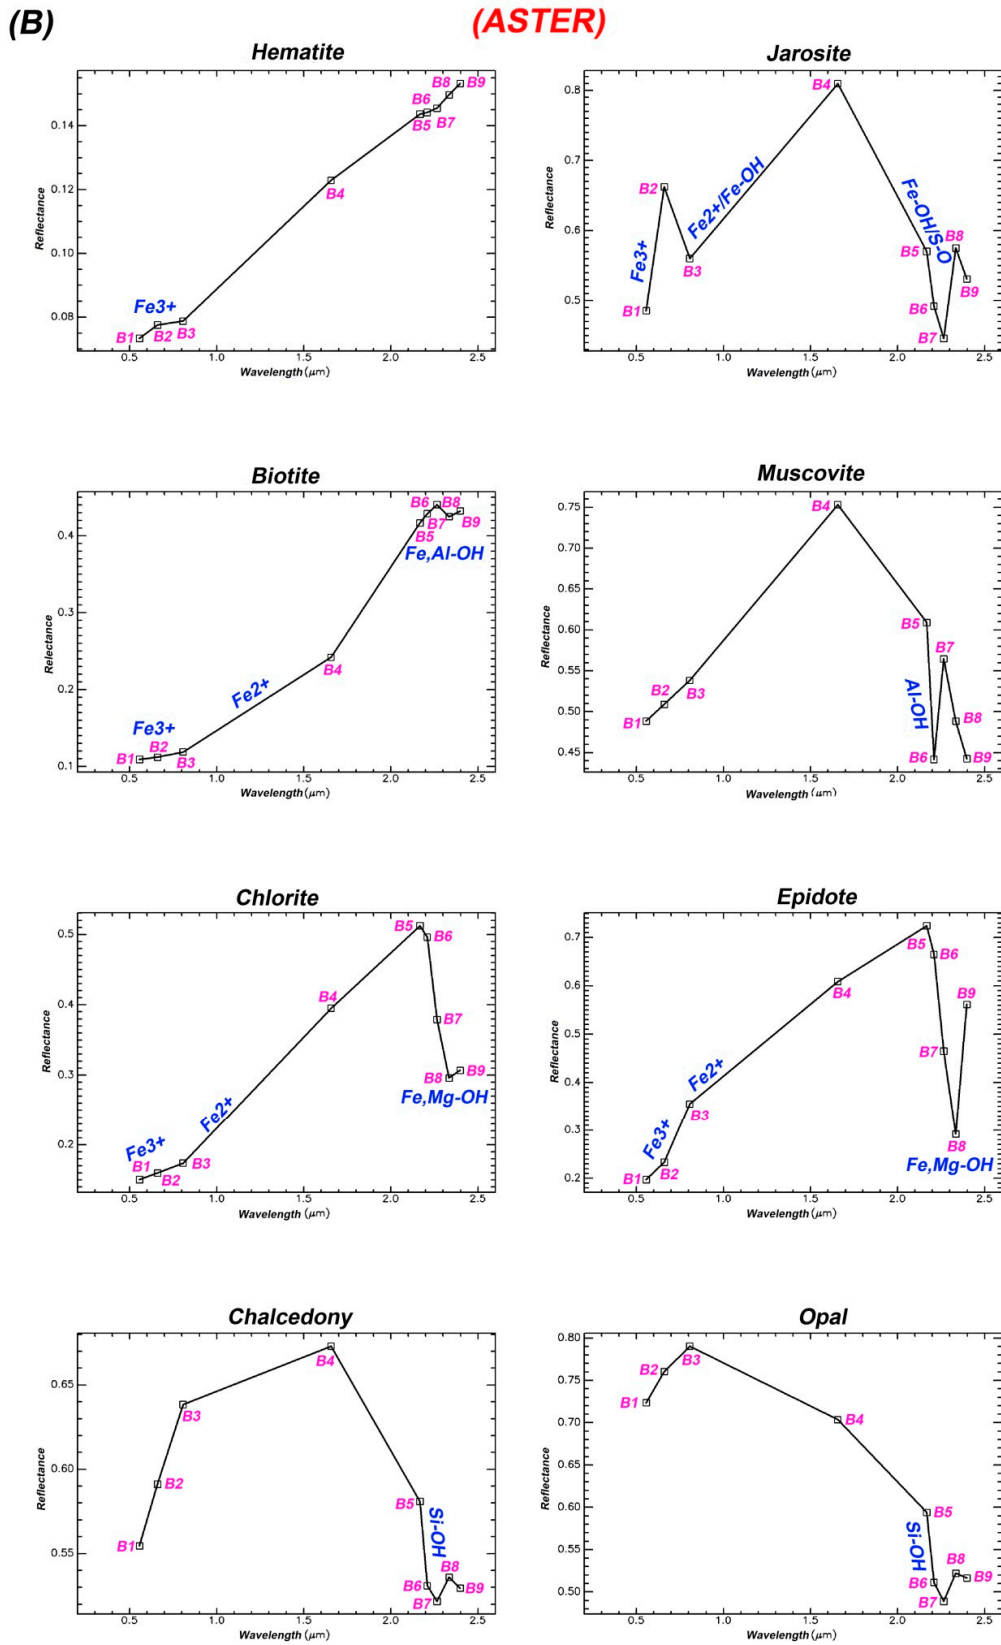 (B)
(ASTER)
Hematite
Reflectance
0.14
0.12
0.10
0.08
B1
Fe3+
B2
B3
B4
B5
B6
B7
B8
B9
0.5
1.0
1.5
2.0
2.5
Wavelength(μm)
Jarosite
Reflectance
0.8
0.7
0.6
0.5
B1
Fe3+
B2
B3
Fe2+/Fe-OH
B4
Fe-OH/S-O
B5
B6
B7
B8
B9
0.5
1.0
1.5
2.0
2.5
Wavelength(μm)
Biotite
Relectance
0.4
0.3
0.2
0.1
B1
Fe3+
B2
B3
Fe2+
B4
B5
B6
B7
B8
B9
Fe,Al-OH
0.5
1.0
1.5
2.0
2.5
Wavelength(μm)
Muscovite
Reflectance
0.75
0.70
0.65
0.60
0.55
0.50
0.45
B1
B2
B3
B4
B5
Al-OH
B6
B7
B8
B9
0.5
1.0
1.5
2.0
2.5
Wavelength(μm)
Chlorite
Reflectance
0.5
0.4
0.3
0.2
Fe3+
B1
B2
B3
Fe2+
B4
B5
B6
B7
B8
B9
Fe,Mg-OH
0.5
1.0
1.5
2.0
2.5
Wavelength(μm)
Epidote
Reflectance
0.7
0.6
0.5
0.4
0.3
0.2
B1
Fe3+
B2
B3
Fe2+
B4
B5
B6
B7
B8
B9
Fe,Mg-OH
0.5
1.0
1.5
2.0
2.5
Wavelength(μm)
Chalcedony
Reflectance
0.65
0.60
0.55
B1
B2
B3
B4
B5
Si-OH
B6
B7
B8
B9
0.5
1.0
1.5
2.0
2.5
Wavelength(μm)
Opal
Reflectance
0.80
0.75
0.70
0.65
0.60
0.55
0.50
B1
B2
B3
B4
B5
Si-OH
B6
B7
B8
B9
0.5
1.0
1.5
2.0
2.5
Wavelength(μm)